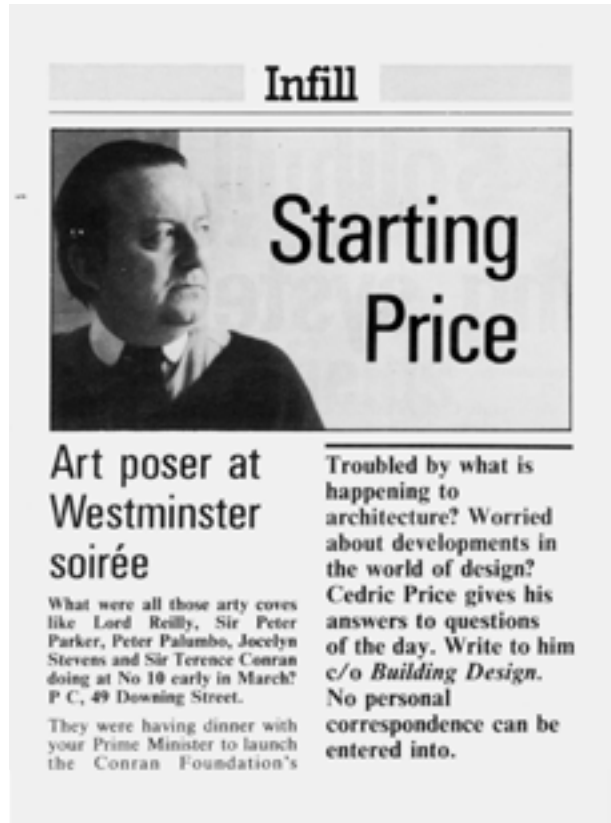 Infill
Starting
Price
Art poser at
Westminster
soirée
What were all those arty coves
like Lord Reilly, Sir Peter
Parker, Peter Palumbo, Jocelyn
Stevens and Sir Terence Conran
doing at No 10 early in March?
P C, 49 Downing Street.
They were having dinner with
your Prime Minister to launch
the Conran Foundation's
Troubled by what is
happening to
architecture? Worried
about developments in
the world of design?
Cedric Price gives his
answers to questions
of the day. Write to him
c/o Building Design.
No personal
correspondence can be
entered into.